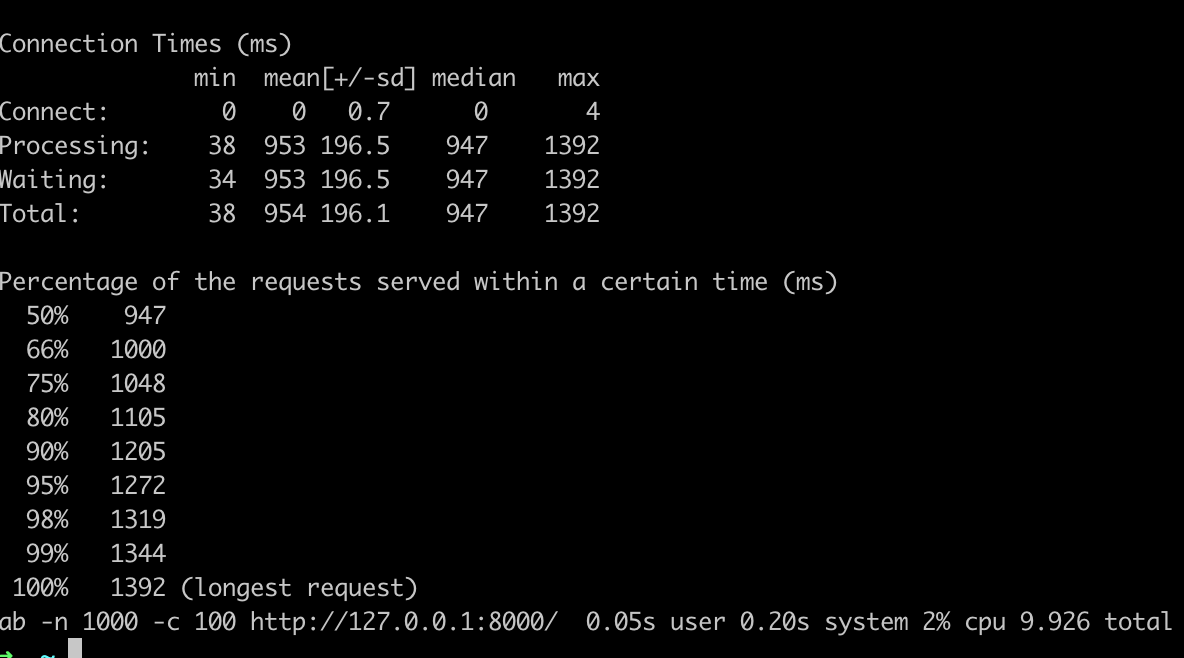 Connection Times (ms)
              min  mean[+/-sd] median   max
Connect:        0    0   0.7      0       4
Processing:    38  953 196.5    947    1392
Waiting:       34  953 196.5    947    1392
Total:         38  954 196.1    947    1392
Percentage of the requests served within a certain time (ms)
  50%    947
  66%   1000
  75%   1048
  80%   1105
  90%   1205
  95%   1272
  98%   1319
  99%   1344
 100%   1392 (longest request)
ab -n 1000 -c 100 http://127.0.0.1:8000/  0.05s user 0.20s system 2% cpu 9.926 total
→ ~